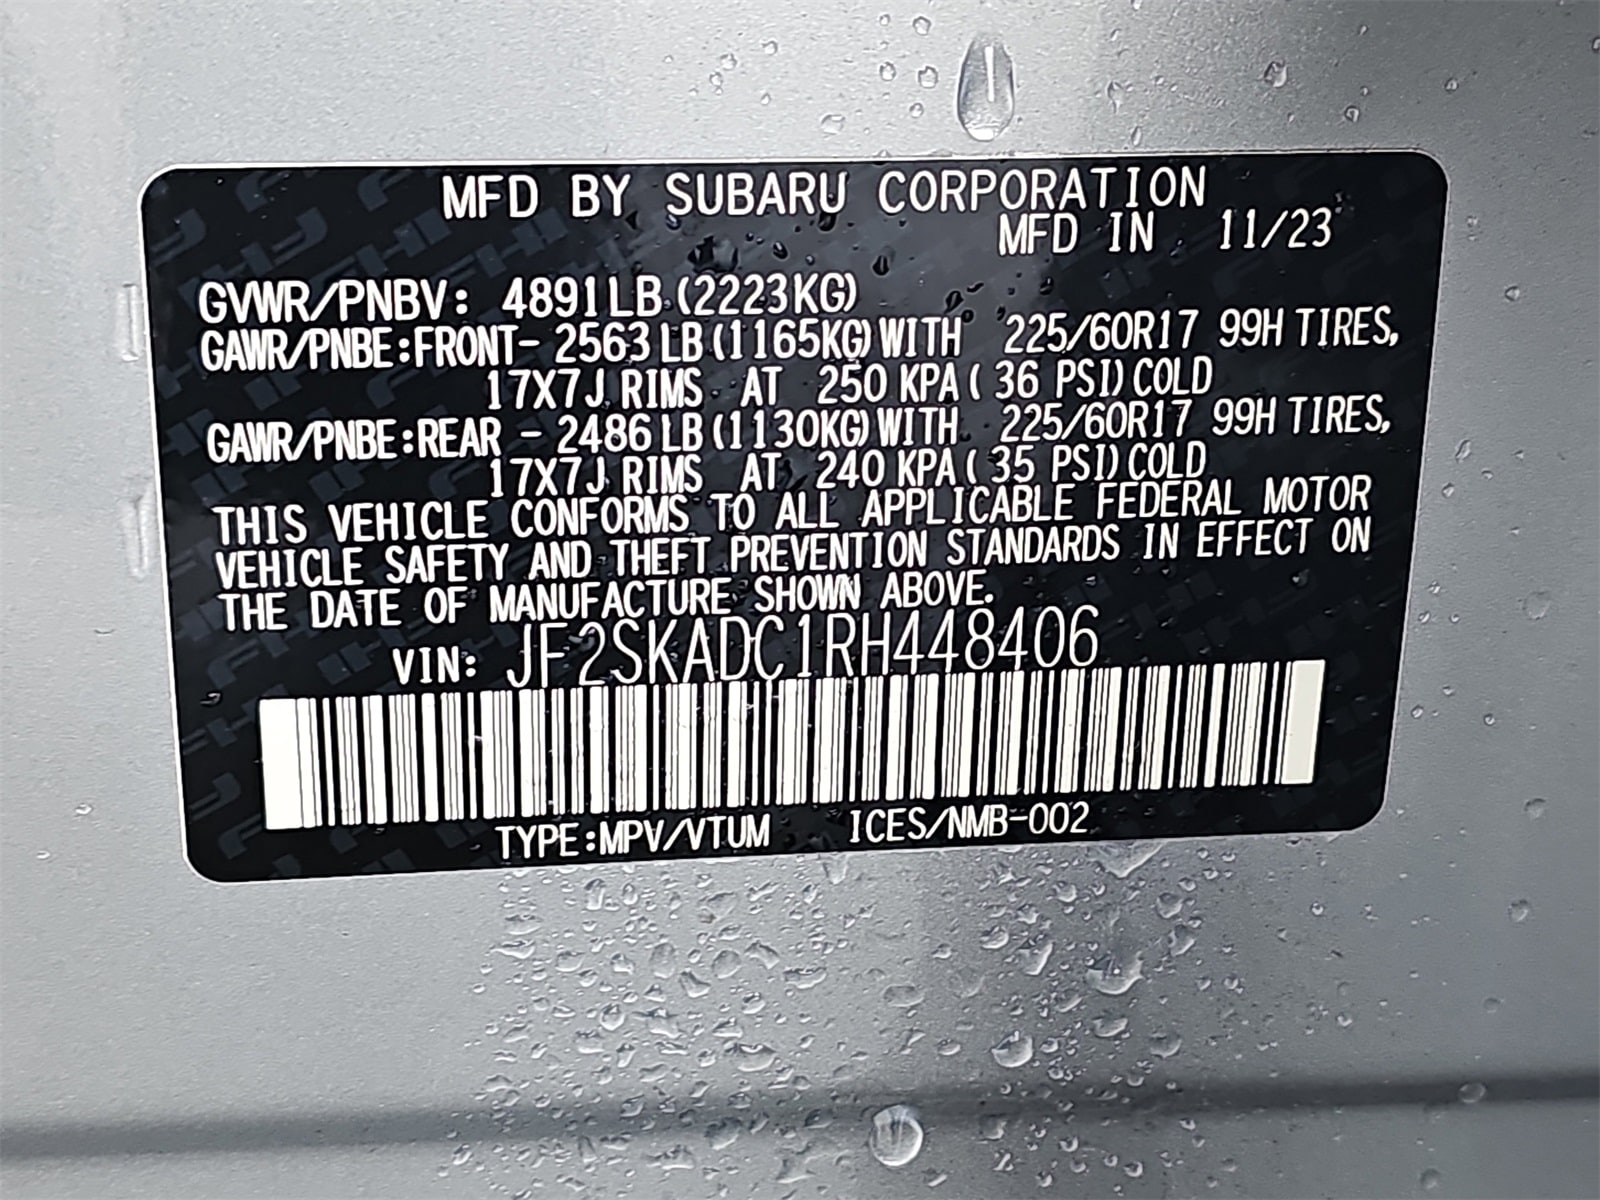 MFD BY SUBARU CORPORATION
MFD IN 11/23
GVWR/PNBV: 4891LB (2223KG)
GAWR/PNBE:FRONT- 2563 LB (1165KG) WITH 225/60R17 99H TIRES,
17X7J RIMS AT 250 KPA ( 36 PSI) COLD
GAWR/PNBE:REAR - 2486 LB (1130KG) WITH 225/60R17 99H TIRES,
17X7J RIMS AT 240 KPA ( 35 PSI) COLD
THIS VEHICLE CONFORMS TO ALL APPLICABLE FEDERAL MOTOR
VEHICLE SAFETY AND THEFT PREVENTION STANDARDS IN EFFECT ON
THE DATE OF MANUFACTURE SHOWN ABOVE.
VIN: JF2SKADC1RH448406
TYPE:MPV/VTUM ICES/NMB-002